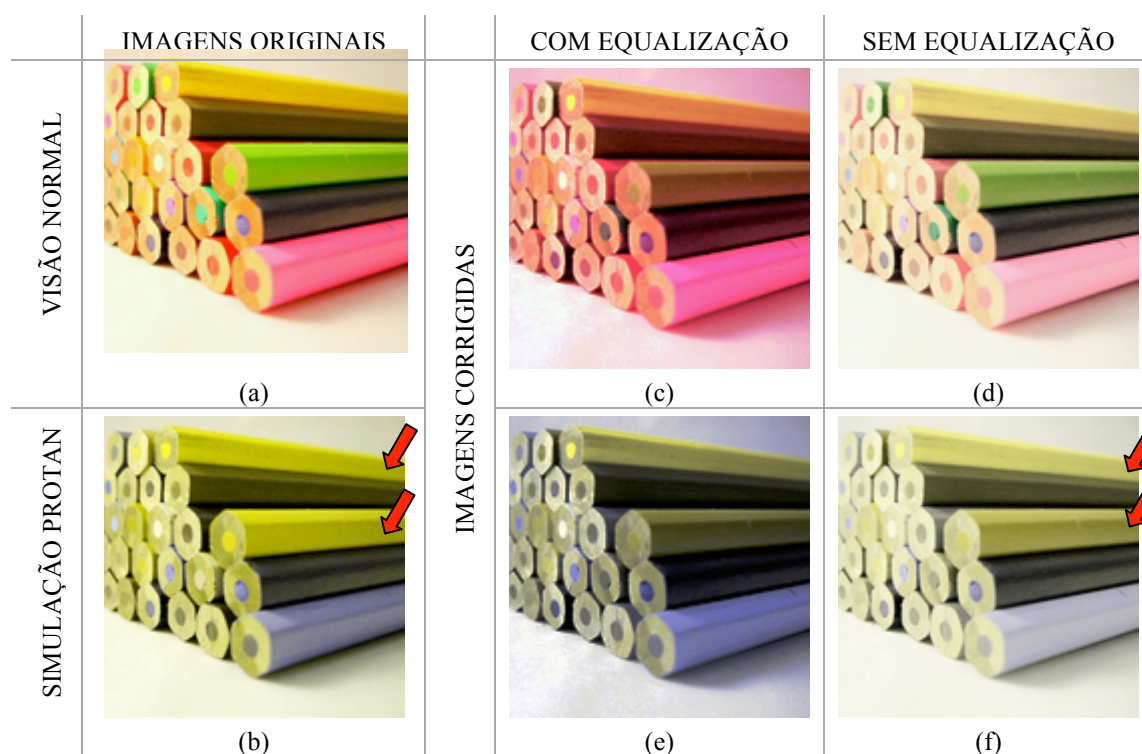 IMAGENS ORIGINAIS
COM EQUALIZAÇÃO
SEM EQUALIZAÇÃO
VISÃO NORMAL
(a)
IMAGENS CORRIGIDAS
(c)
(d)
SIMULAÇÃO PROTAN
(b)
(e)
(f)